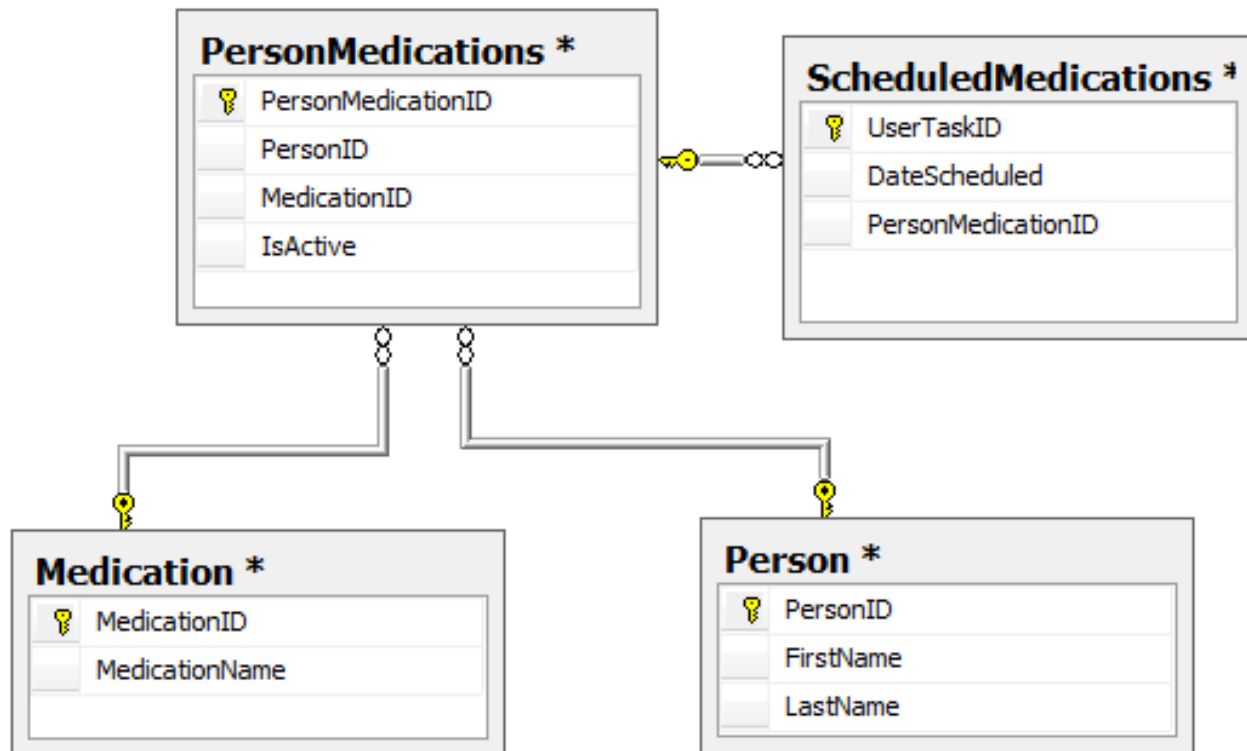 PersonMedications *
PersonMedicationID
PersonID
MedicationID
IsActive
ScheduledMedications *
UserTaskID
DateScheduled
PersonMedicationID
Medication *
MedicationID
MedicationName
Person *
PersonID
FirstName
LastName